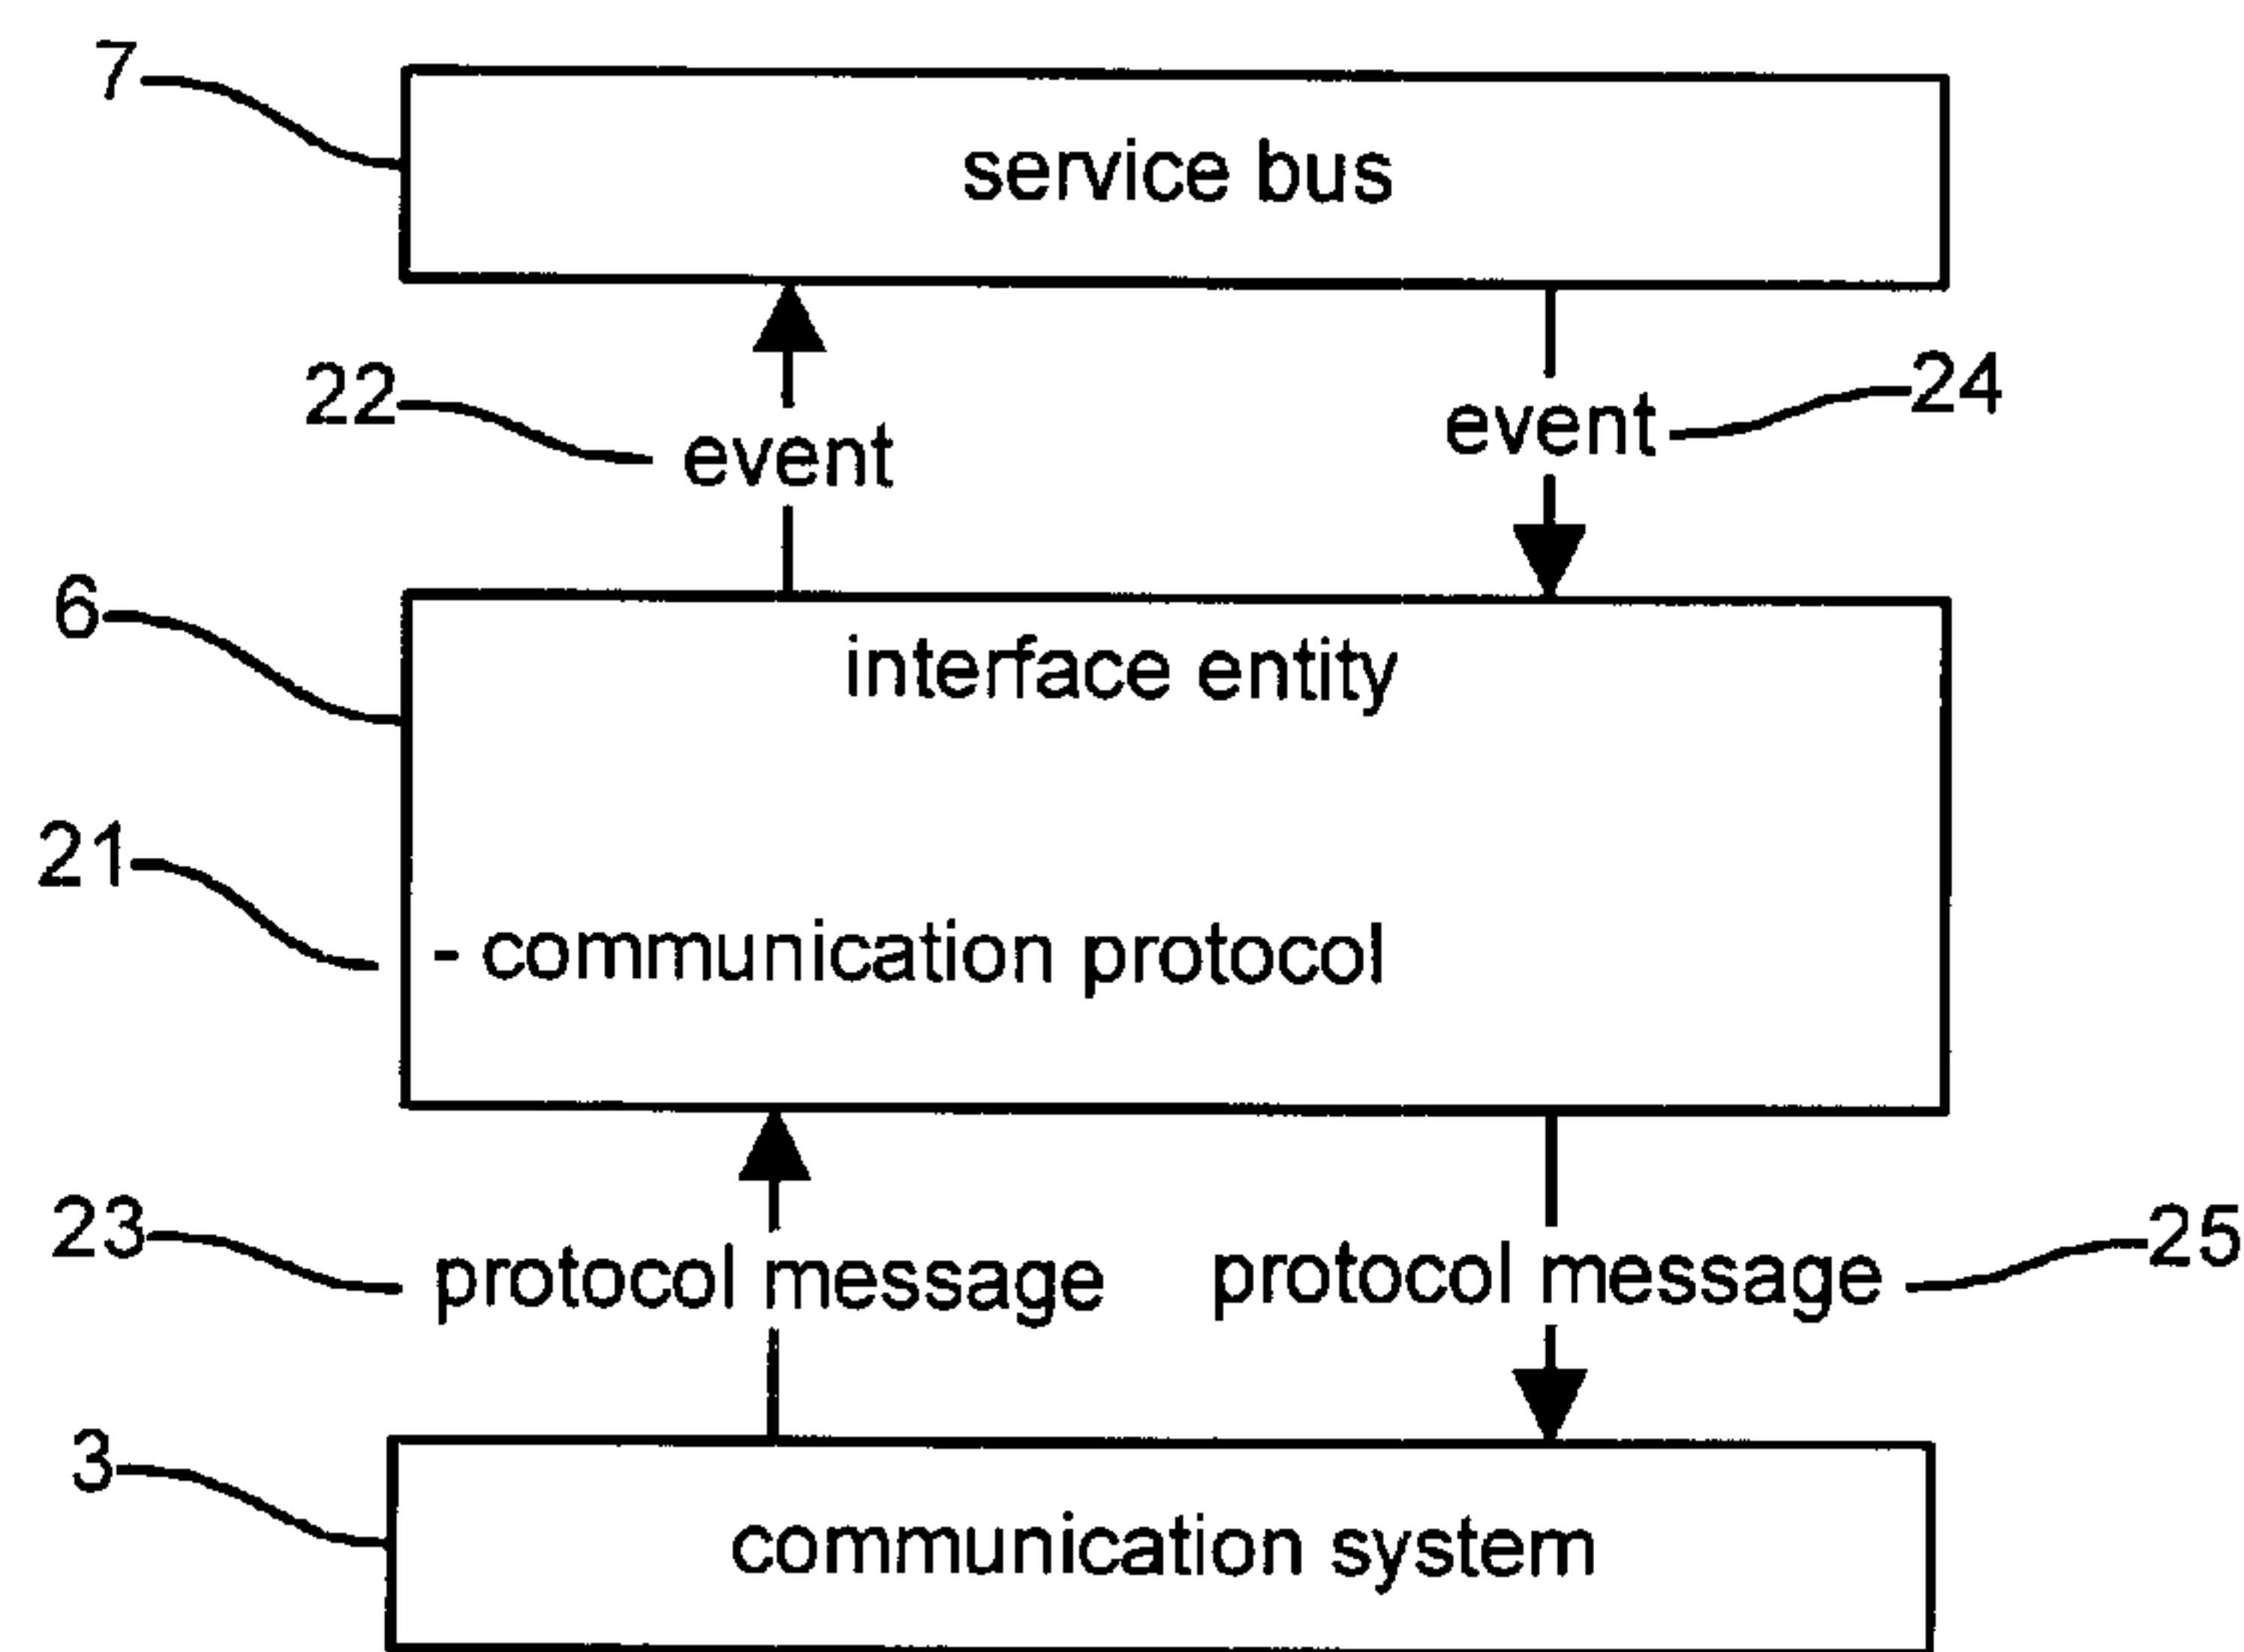 7
service bus
22
event
event
24
6
interface entity
21
- communication protocol
23
protocol message
protocol message
25
3
communication system